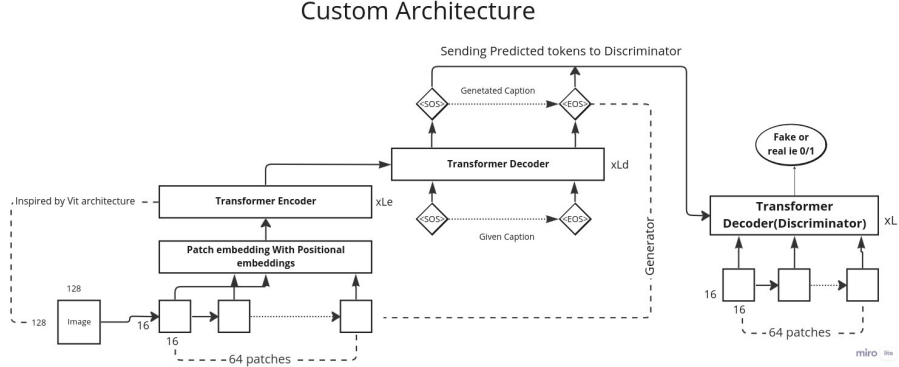 Custom Architecture
Sending Predicted tokens to Discriminator
Genetated Caption
<SOS>
<EOS>
Fake or
real ie 0/1
Transformer Decoder
xLd
Inspired by Vit architecture
Transformer Encoder
xLe
<SOS>
<EOS>
Given Caption
Transformer
Decoder(Discriminator)
xL
Patch embedding With Positional
embeddings
Generator
128
128
Image
16
16
64 patches
16
16
64 patches
miro lite